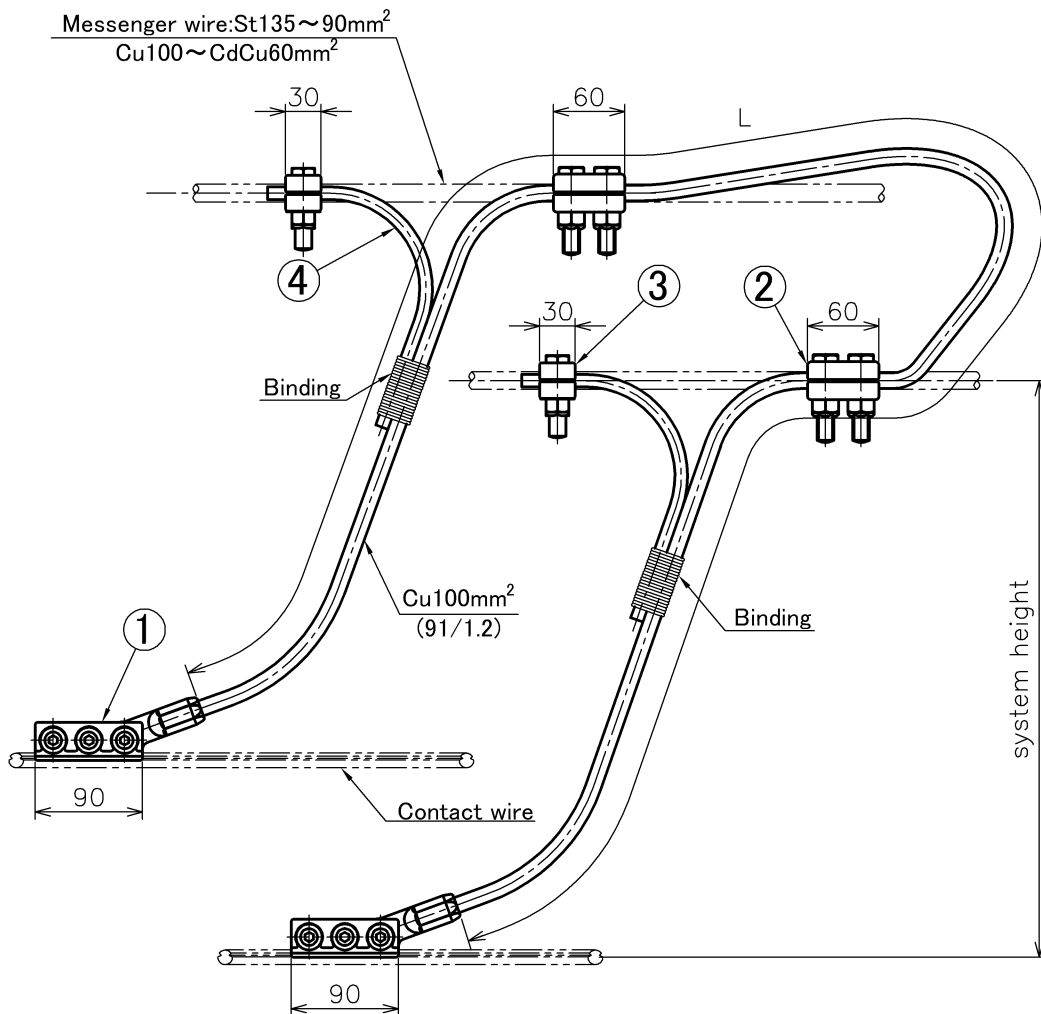 Messenger wire:St135～90mm²
Cu100～CdCu60mm²
30
60
L
④
③
②
30
60
Binding
Cu100mm²
(91/1.2)
Binding
①
system height
90
Contact wire
90